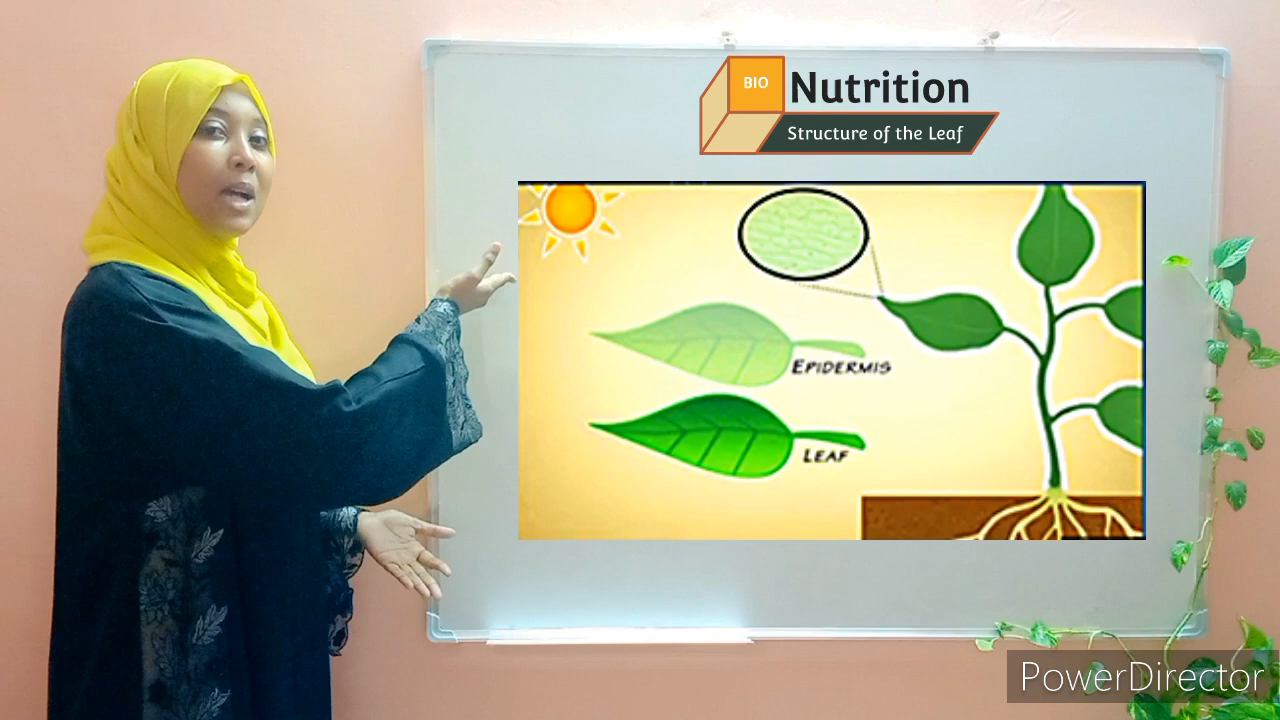 BIO
Nutrition
Structure of the Leaf
EPIDERMIS
LEAF
PowerDirector